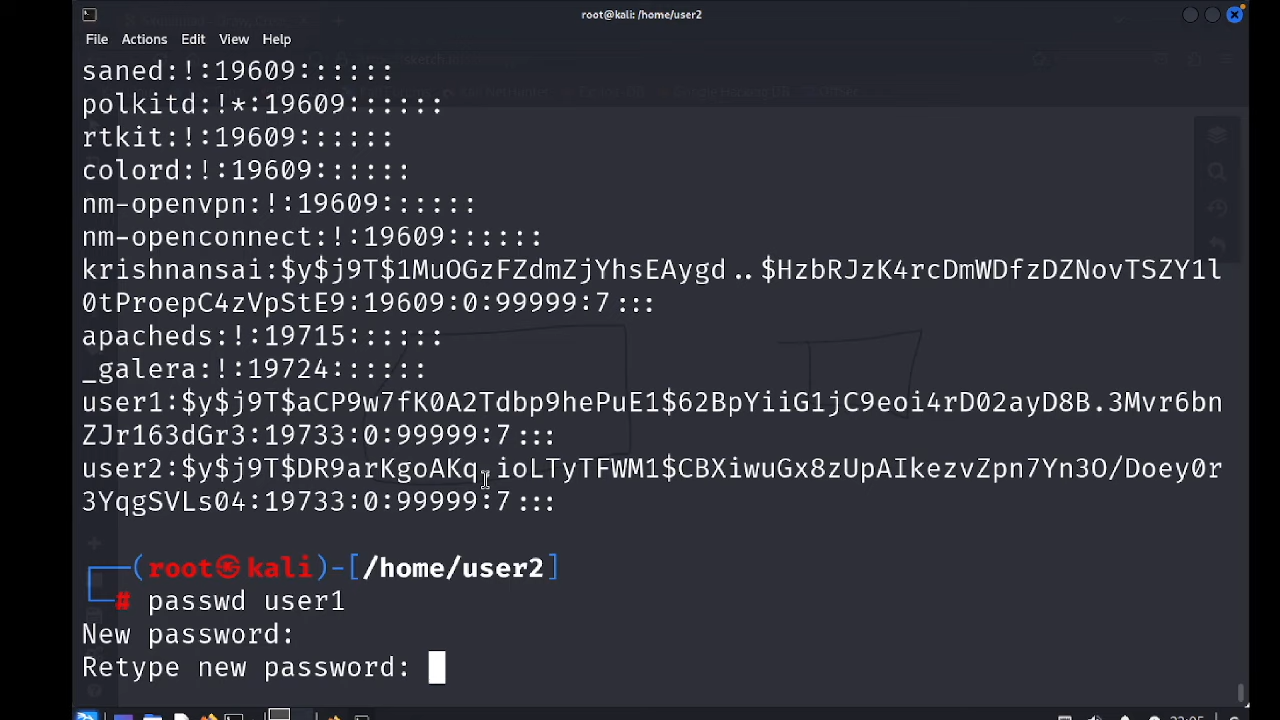 root@kali: /home/user2
File Actions Edit View Help
saned:!:19609::::::
polkitd:!*:19609::::::
rtkit:!:19609::::::
colord:!:19609::::::
nm-openvpn:!:19609::::::
nm-openconnect:!:19609::::::
krishnansai:$y$j9T$1MuOGzFZdmZjYhsEAygd..$HzbRJzK4rcDmWDfzDZNovTSZY1l
0tProepC4zVpStE9:19609:0:99999:7:::
apacheds:!:19715::::::
_galera:!:19724::::::
user1:$y$j9T$aCP9w7fK0A2Tdbp9hePuE1$62BpYiiG1jC9eoi4rD02ayD8B.3Mvr6bn
ZJr163dGr3:19733:0:99999:7:::
user2:$y$j9T$DR9arKgoAKq.ioLTyTFWM1$CBXiwuGx8zUpAIkezvZpn7Yn3O/Doey0r
3YqgSVLs04:19733:0:99999:7:::
┌──(root㉿kali)-[/home/user2]
└─# passwd user1
New password:
Retype new password: